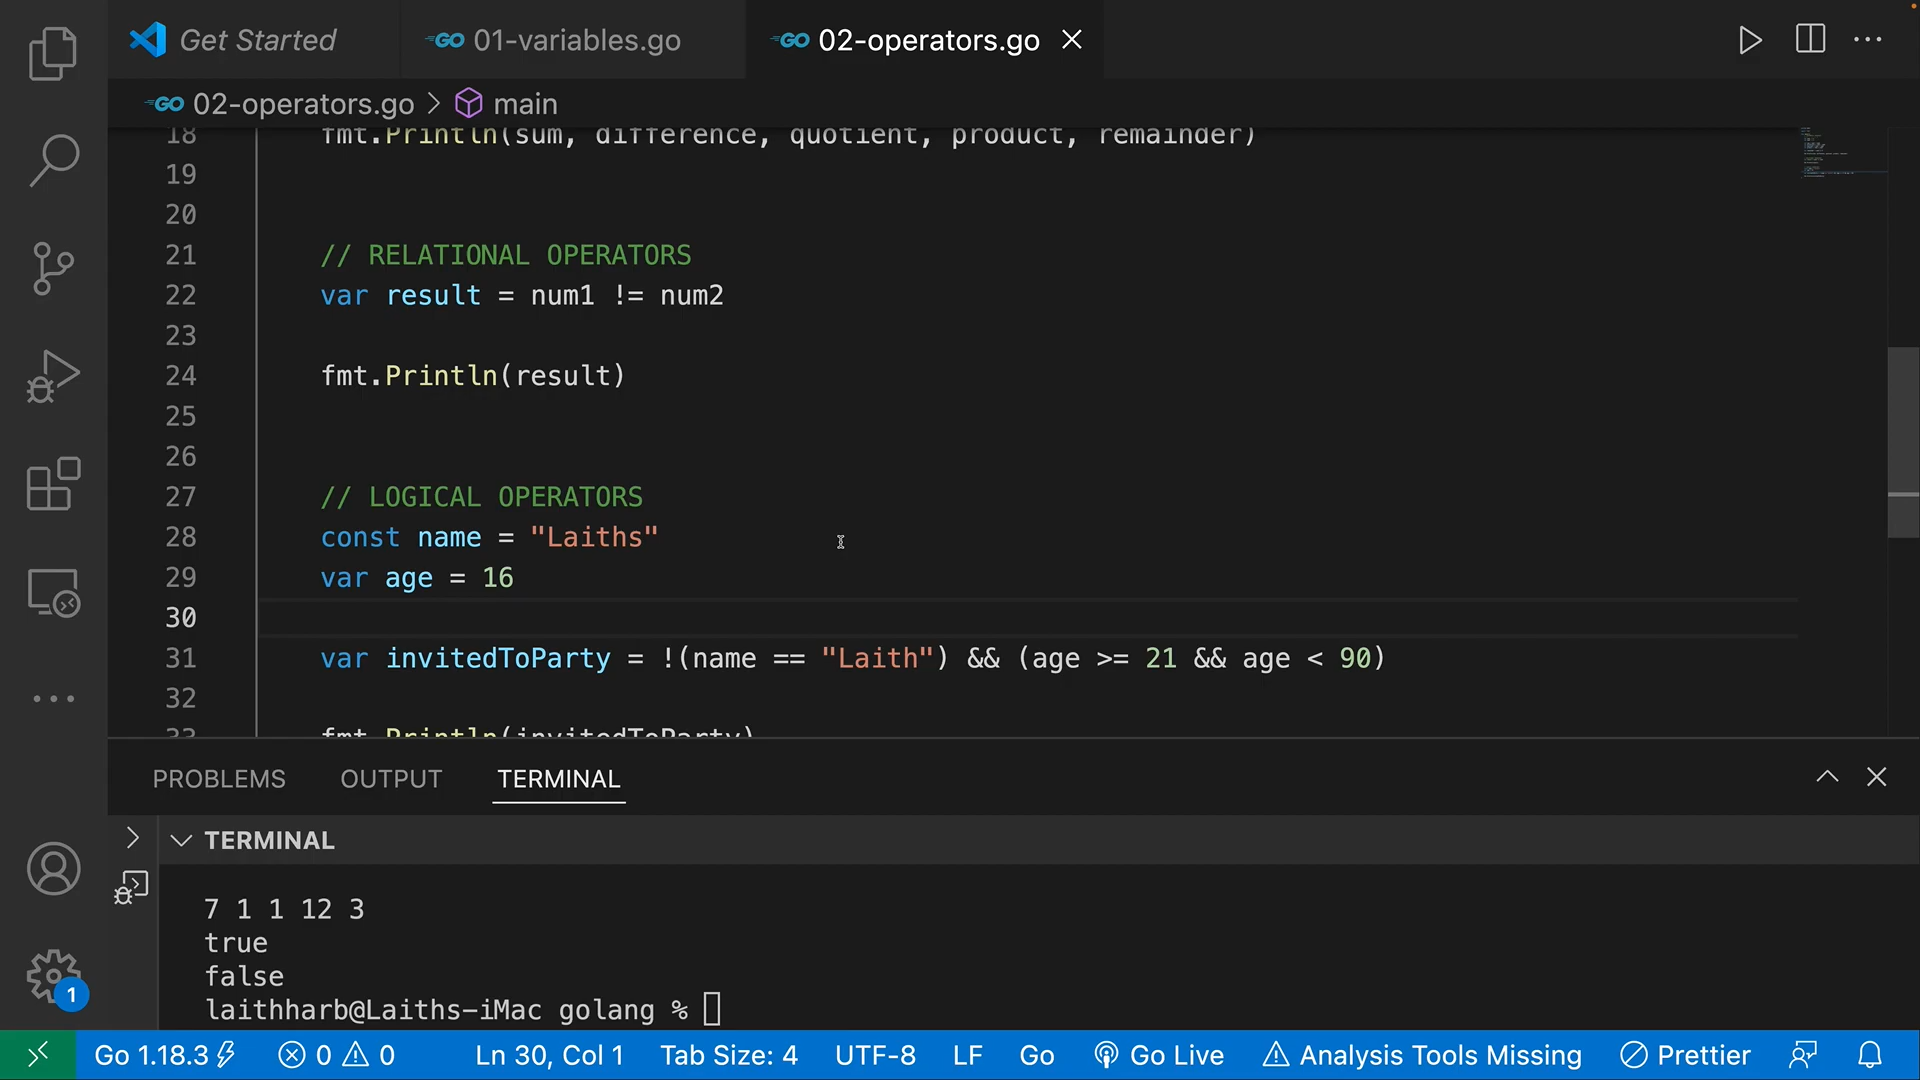 Get Started
GO 01-variables.go
GO 02-operators.go
GO 02-operators.go > main
18 fmt.Println(sum, difference, quotient, product, remainder)
19
20
21 // RELATIONAL OPERATORS
22 var result = num1 != num2
23
24 fmt.Println(result)
25
26
27 // LOGICAL OPERATORS
28 const name = "Laiths"
29 var age = 16
30
31 var invitedToParty = !(name == "Laith") && (age >= 21 && age < 90)
32
33 fmt.Println(invitedToParty)
PROBLEMS OUTPUT TERMINAL
TERMINAL
7 1 1 12 3
true
false
laithharb@Laiths-iMac golang %
1
Go 1.18.3 0 0 Ln 30, Col 1 Tab Size: 4 UTF-8 LF Go Go Live Analysis Tools Missing Prettier